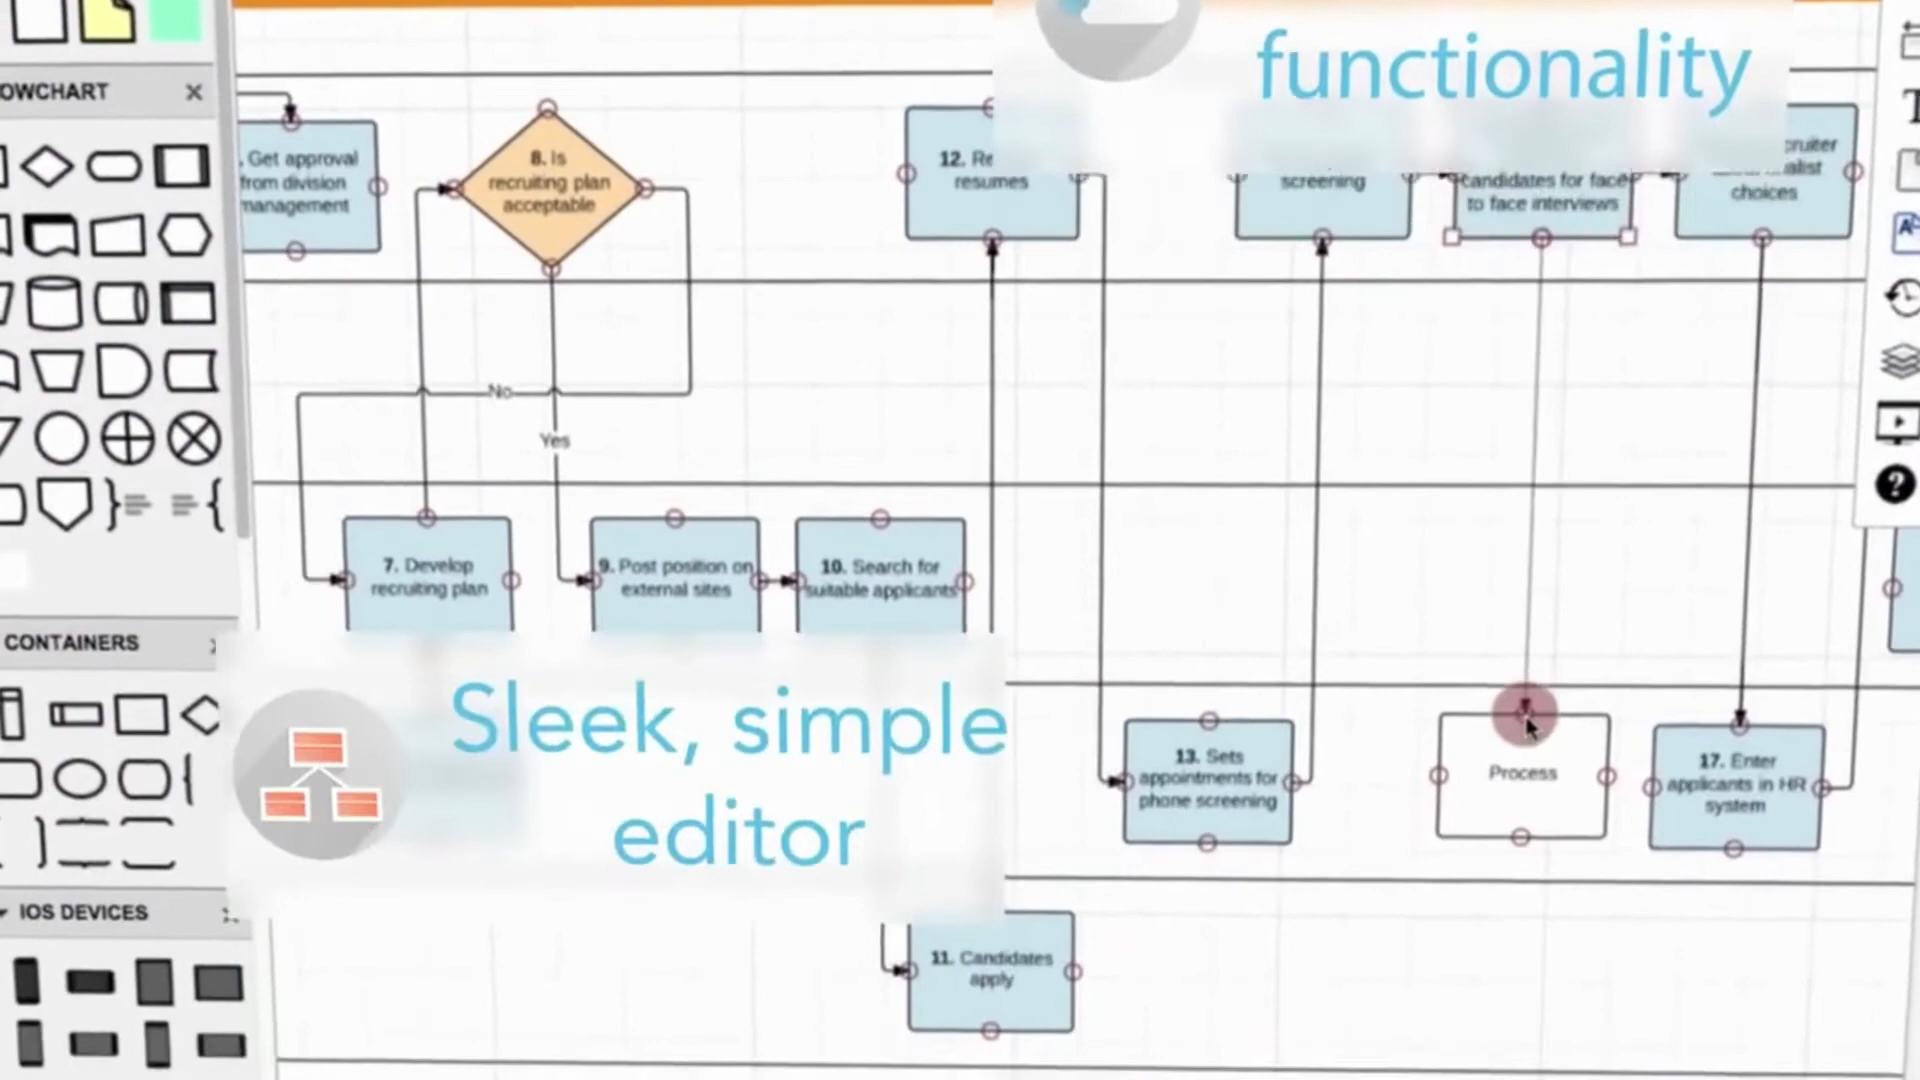 functionality
OWCHART
Get approval
from division
management
8. Is
recruiting plan
acceptable
12.
resumes
screening
candidates for face
to face interviews
choices
No
Yes
7. Develop
recruiting plan
9. Post position on
external sites
10. Search for
suitable applicants
CONTAINERS
Sleek, simple
editor
13. Sets
appointments for
phone screening
Process
17. Enter
applicants in HR
system
IOS DEVICES
11. Candidates
apply